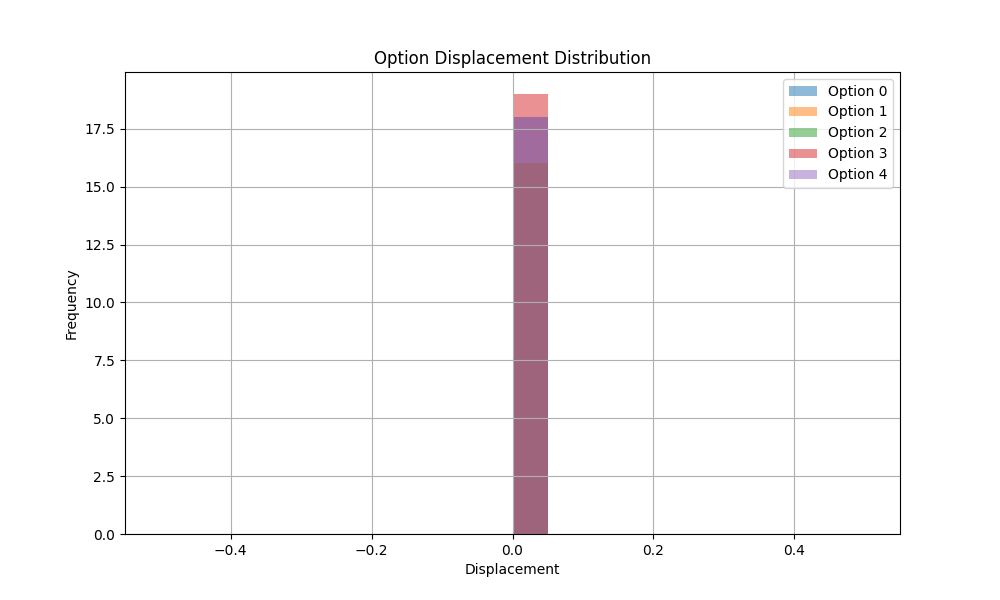 Option Displacement Distribution
Option 0
Option 1
Option 2
Option 3
Option 4
Frequency
17.5
15.0
12.5
10.0
7.5
5.0
2.5
0.0
−0.4 −0.2 0.0 0.2 0.4
Displacement